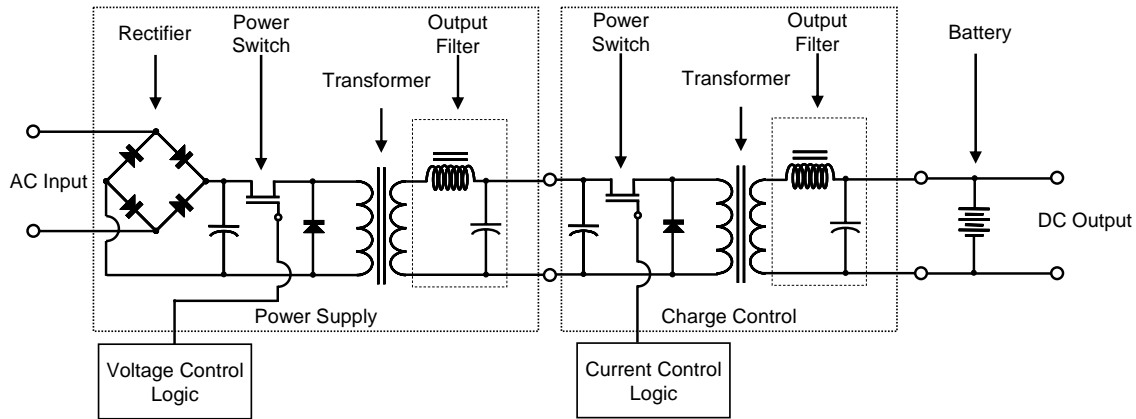 Rectifier
Power
Switch
Transformer
Output
Filter
Power
Switch
Transformer
Output
Filter
Battery
AC Input
DC Output
Power Supply
Charge Control
Voltage Control
Logic
Current Control
Logic